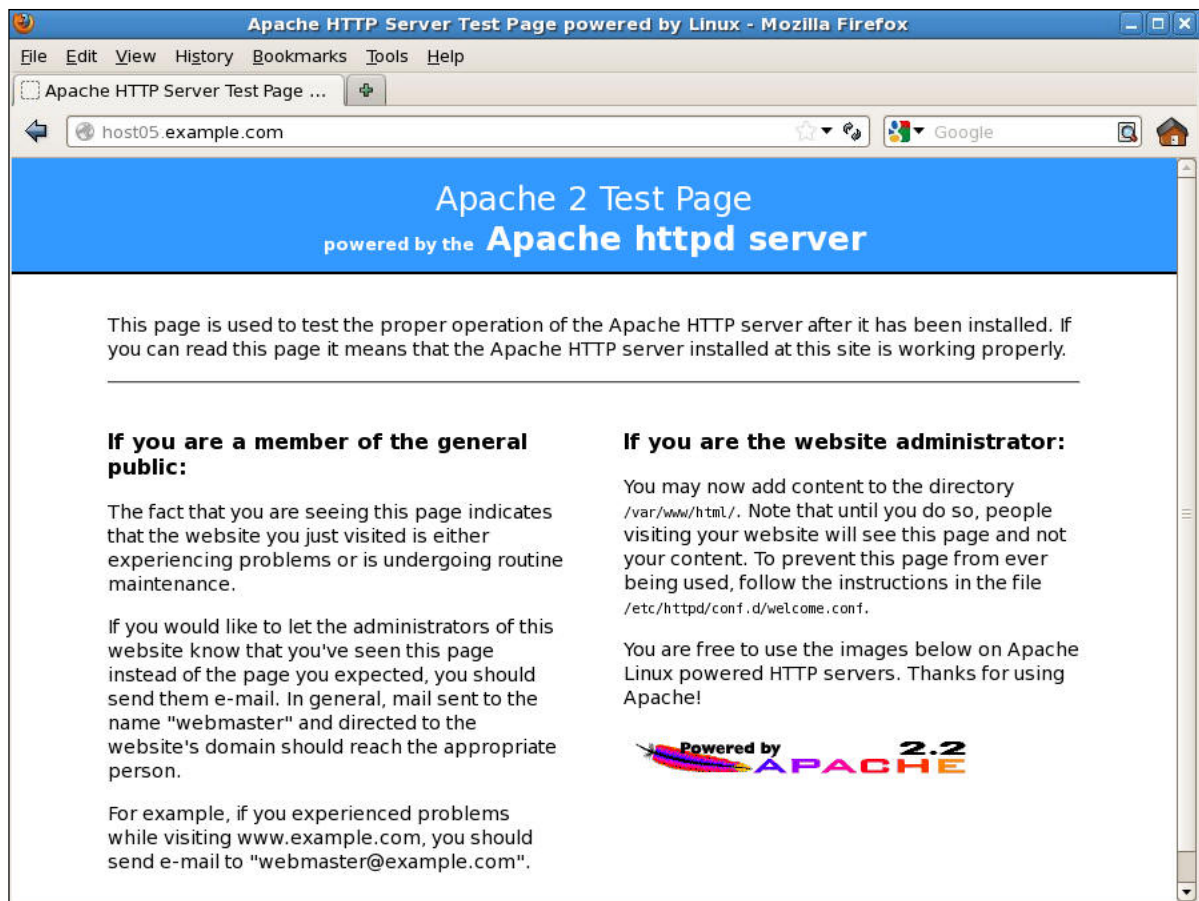 Apache HTTP Server Test Page powered by Linux - Mozilla Firefox
File Edit View History Bookmarks Tools Help
Apache HTTP Server Test Page ...
host05.example.com
Google
Apache 2 Test Page
powered by the Apache httpd server
This page is used to test the proper operation of the Apache HTTP server after it has been installed. If
you can read this page it means that the Apache HTTP server installed at this site is working properly.
If you are a member of the general
public:
The fact that you are seeing this page indicates
that the website you just visited is either
experiencing problems or is undergoing routine
maintenance.
If you would like to let the administrators of this
website know that you've seen this page
instead of the page you expected, you should
send them e-mail. In general, mail sent to the
name "webmaster" and directed to the
website's domain should reach the appropriate
person.
For example, if you experienced problems
while visiting www.example.com, you should
send e-mail to "webmaster@example.com".
If you are the website administrator:
You may now add content to the directory
/var/www/html/. Note that until you do so, people
visiting your website will see this page and not
your content. To prevent this page from ever
being used, follow the instructions in the file
/etc/httpd/conf.d/welcome.conf.
You are free to use the images below on Apache
Linux powered HTTP servers. Thanks for using
Apache!
Powered by 2.2
APACHE